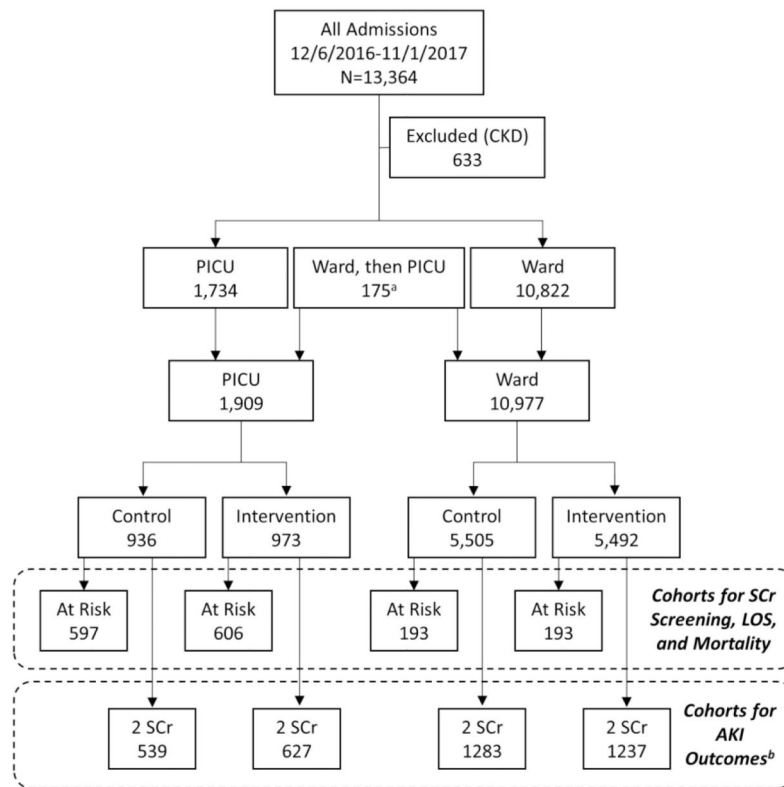 All Admissions
12/6/2016-11/1/2017
N=13,364
Excluded (CKD)
633
PICU
1,734
Ward, then PICU
175ᵃ
Ward
10,822
PICU
1,909
Ward
10,977
Control
936
Intervention
973
Control
5,505
Intervention
5,492
At Risk
597
At Risk
606
At Risk
193
At Risk
193
Cohorts for SCr
Screening, LOS,
and Mortality
2 SCr
539
2 SCr
627
2 SCr
1283
2 SCr
1237
Cohorts for
AKI
Outcomesᵇ